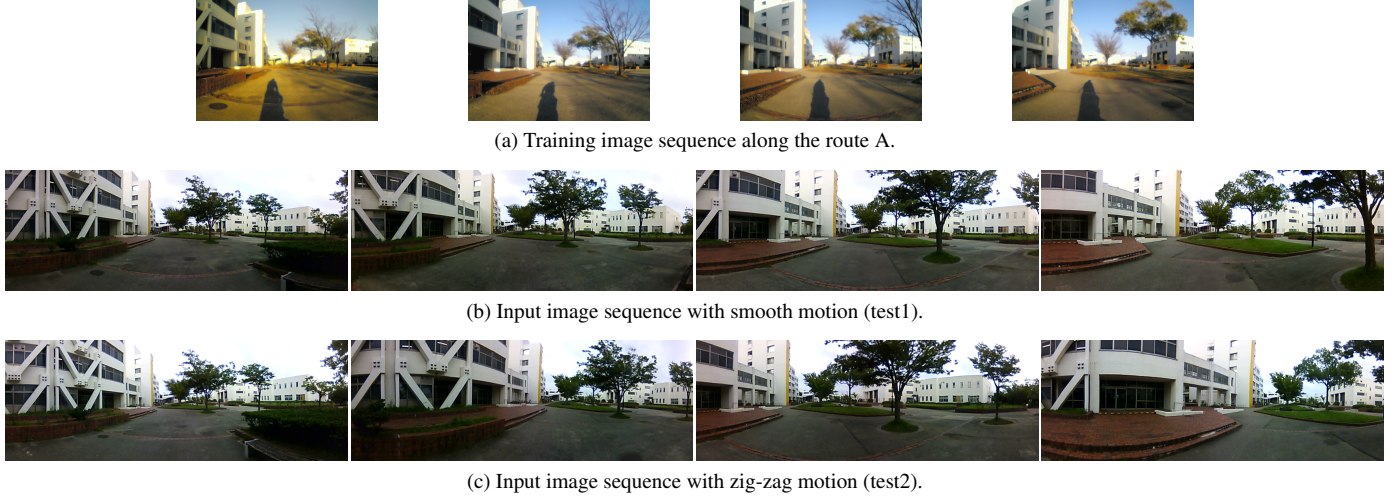 (a) Training image sequence along the route A.
(b) Input image sequence with smooth motion (test1).
(c) Input image sequence with zig-zag motion (test2).